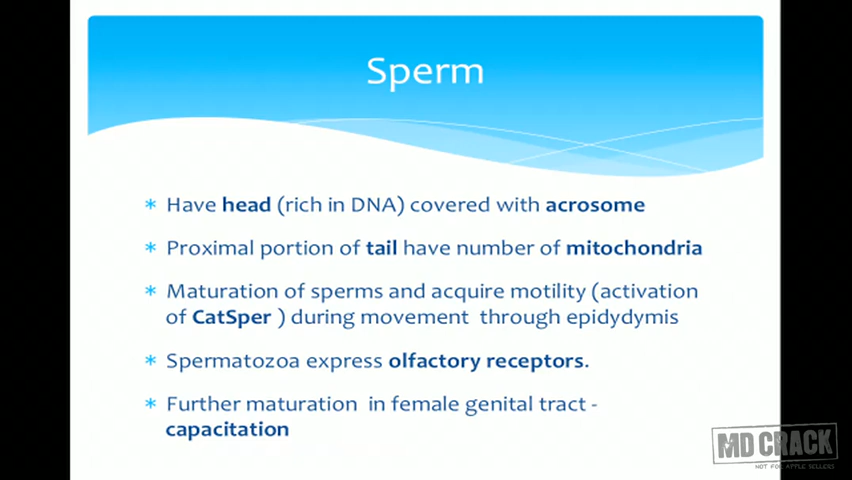 Sperm
* Have head (rich in DNA) covered with acrosome
* Proximal portion of tail have number of mitochondria
* Maturation of sperms and acquire motility (activation
of CatSper ) during movement through epidydymis
* Spermatozoa express olfactory receptors.
* Further maturation in female genital tract -
capacitation
MD CRACK
NOT FOR APPLE SELLERS